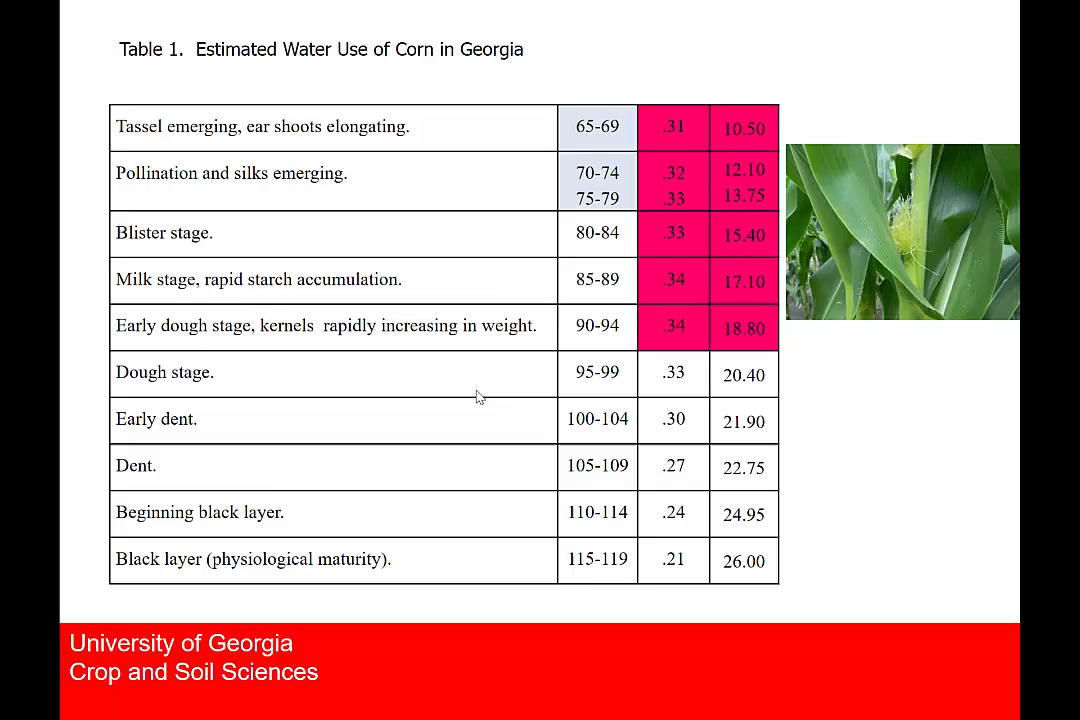 Table 1. Estimated Water Use of Corn in Georgia
Tassel emerging, ear shoots elongating. 65-69 .31 10.50
Pollination and silks emerging. 70-74 .32 12.10
75-79 .33 13.75
Blister stage. 80-84 .33 15.40
Milk stage, rapid starch accumulation. 85-89 .34 17.10
Early dough stage, kernels rapidly increasing in weight. 90-94 .34 18.80
Dough stage. 95-99 .33 20.40
Early dent. 100-104 .30 21.90
Dent. 105-109 .27 22.75
Beginning black layer. 110-114 .24 24.95
Black layer (physiological maturity). 115-119 .21 26.00
University of Georgia
Crop and Soil Sciences